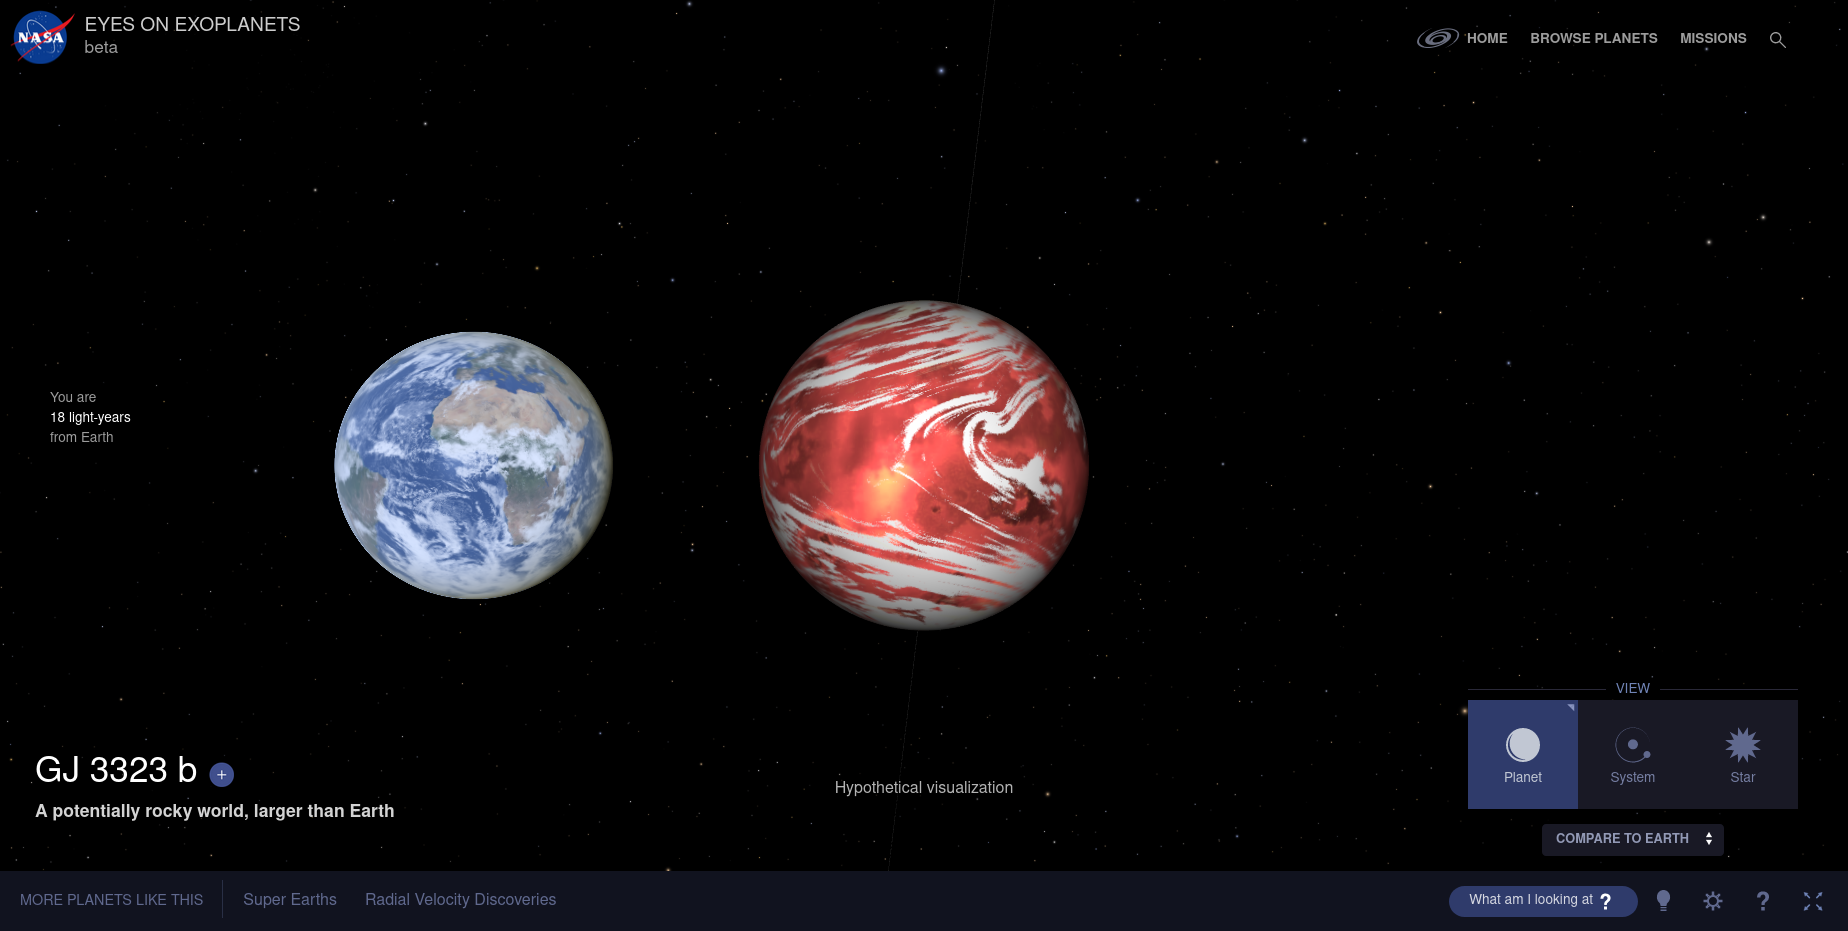 NASA
EYES ON EXOPLANETS
beta
HOME
BROWSE PLANETS
MISSIONS
You are
18 light-years
from Earth
GJ 3323 b +
A potentially rocky world, larger than Earth
Hypothetical visualization
VIEW
Planet
System
Star
COMPARE TO EARTH
MORE PLANETS LIKE THIS
Super Earths
Radial Velocity Discoveries
What am I looking at ?
?